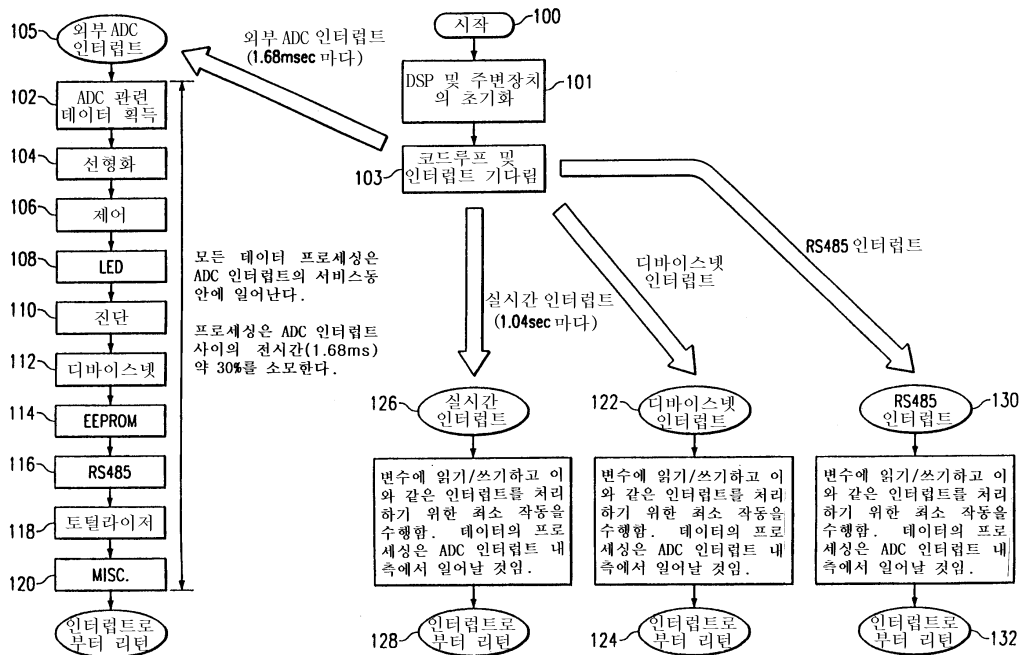 시작
100
DSP 및 주변장치
의 초기화
101
코드루프 및
인터럽트 기다림
103
외부 ADC 인터럽트
(1.68msec 마다)
105
외부 ADC
인터럽트
102
ADC 관련
데이터 획득
104
선형화
106
제어
108
LED
110
진단
112
디바이스넷
114
EEPROM
116
RS485
118
토털라이저
120
MISC.
인터럽트로
부터 리턴
모든 데이터 프로세싱은
ADC 인터럽트의 서비스동
안에 일어난다.
프로세싱은 ADC 인터럽트
사이의 전시간(1.68ms)
약 30%를 소모한다.
실시간 인터럽트
(1.04sec 마다)
디바이스넷
인터럽트
RS485 인터럽트
126
실시간
인터럽트
변수에 읽기/쓰기하고 이
와 같은 인터럽트를 처리
하기 위한 최소 작동을
수행함. 데이터의 프로
세싱은 ADC 인터럽트 내
측에서 일어날 것임.
128
인터럽트로
부터 리턴
122
디바이스넷
인터럽트
변수에 읽기/쓰기하고 이
와 같은 인터럽트를 처리
하기 위한 최소 작동을
수행함. 데이터의 프로
세싱은 ADC 인터럽트 내
측에서 일어날 것임.
124
인터럽트로
부터 리턴
RS485
인터럽트
130
변수에 읽기/쓰기하고 이
와 같은 인터럽트를 처리
하기 위한 최소 작동을
수행함. 데이터의 프로
세싱은 ADC 인터럽트 내
측에서 일어날 것임.
인터럽트로
부터 리턴
132